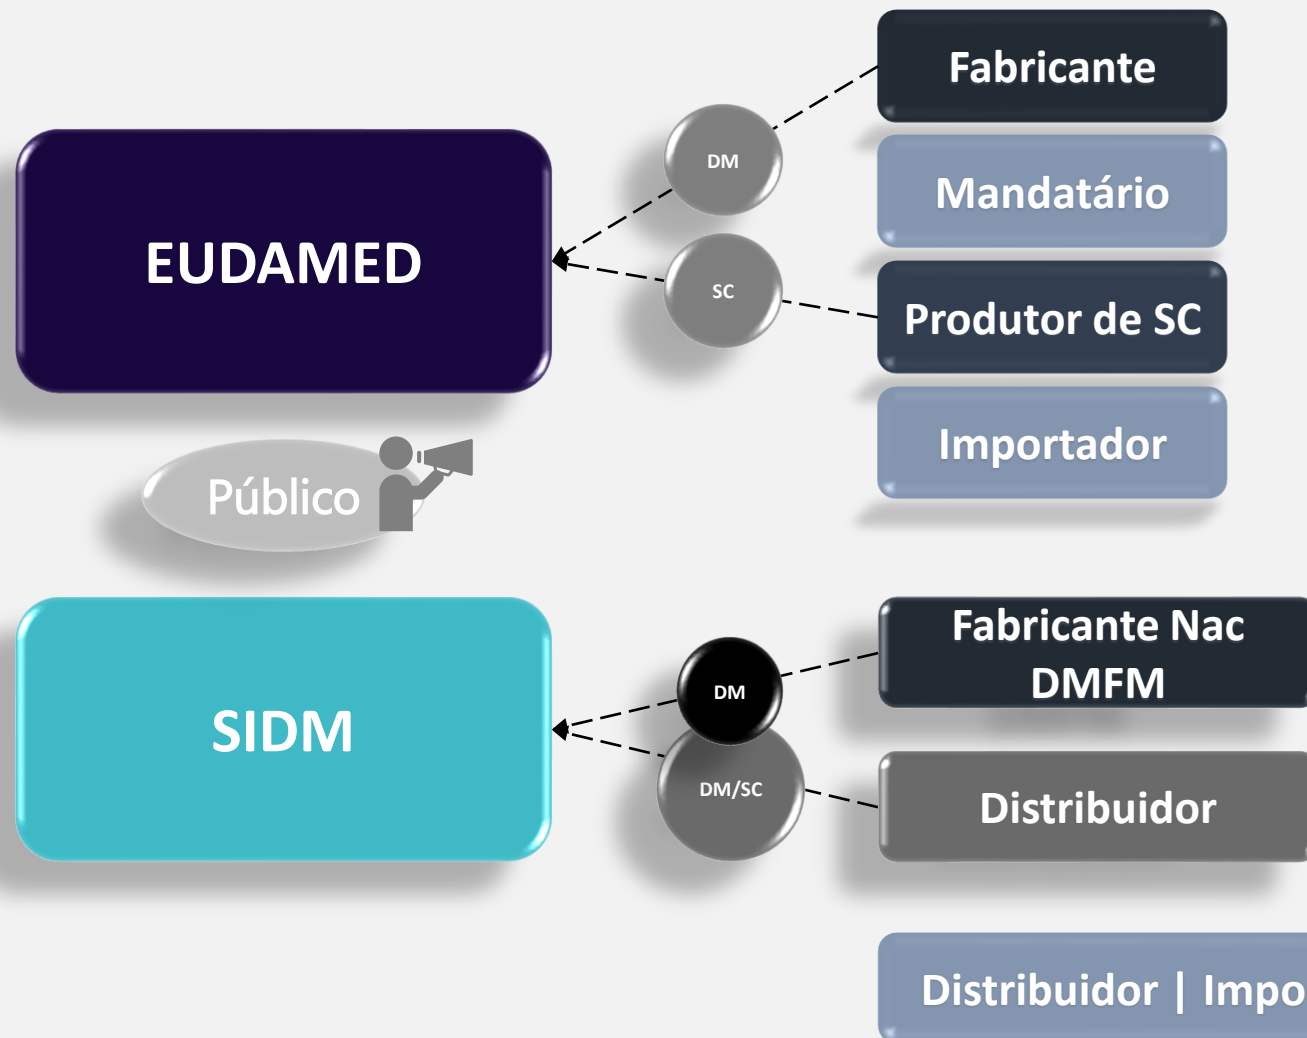 Fabricante
DM
Mandatário
EUDAMED
SC
Produtor de SC
Importador
Público
Fabricante Nac
DMFM
DM
SIDM
DM/SC
Distribuidor
Distribuidor | Impo